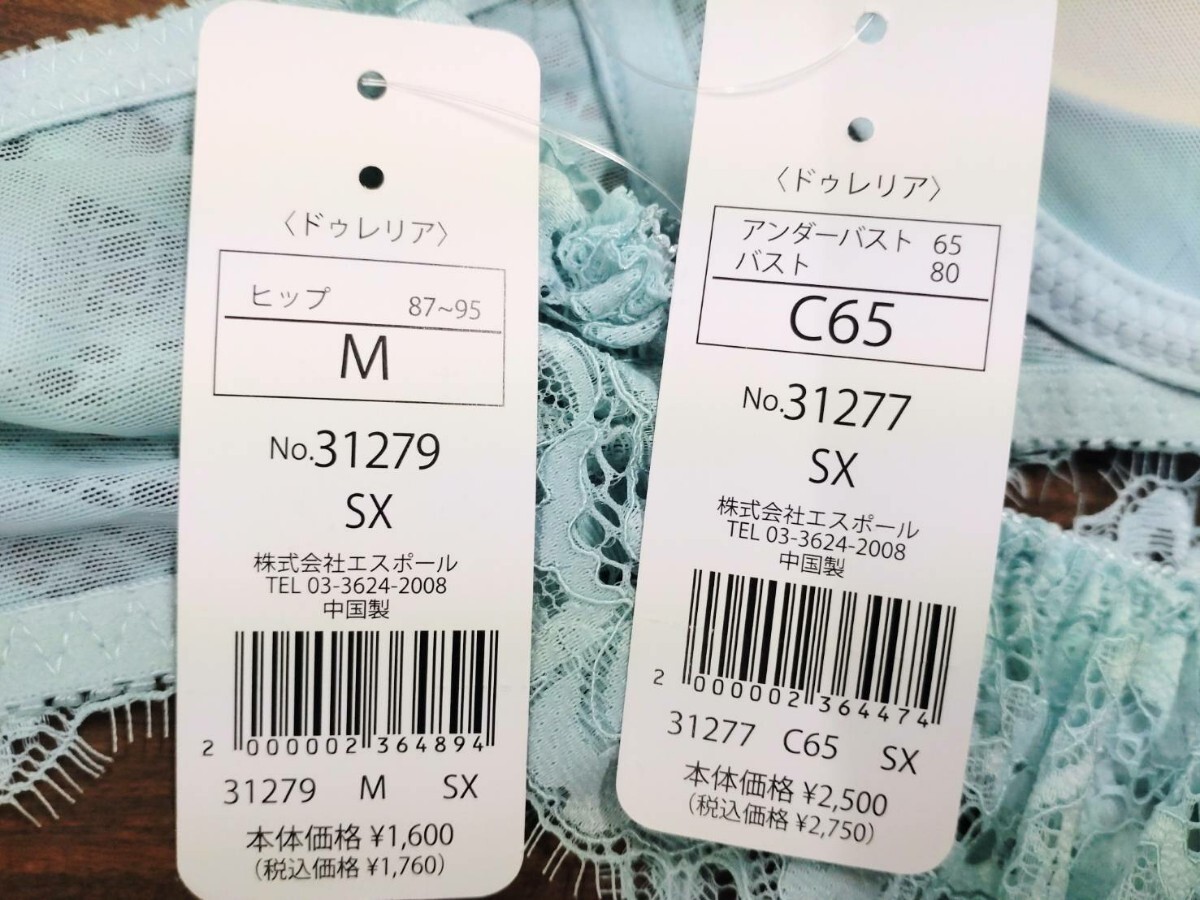 〈ドゥレリア〉
ヒップ 87~95
M
No.31279
SX
株式会社エスポール
TEL 03-3624-2008
中国製
2 000002 364894
31279 M SX
本体価格 ¥1,600
(税込価格 ¥1,760)
〈ドゥレリア〉
アンダーバスト 65
バスト 80
C65
No.31277
SX
株式会社エスポール
TEL 03-3624-2008
中国製
2 000002 364474
31277 C65 SX
本体価格 ¥2,500
(税込価格 ¥2,750)